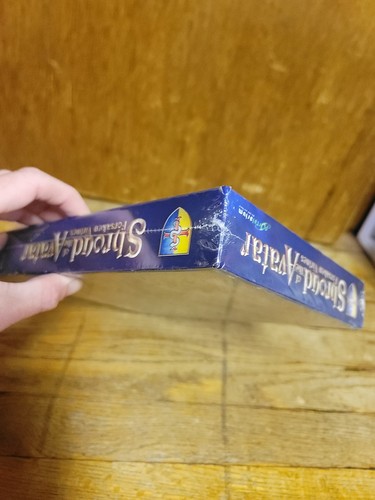 Shroud of the Avatar
Forsaken Virtues
Shroud of the Avatar
Forsaken Virtues